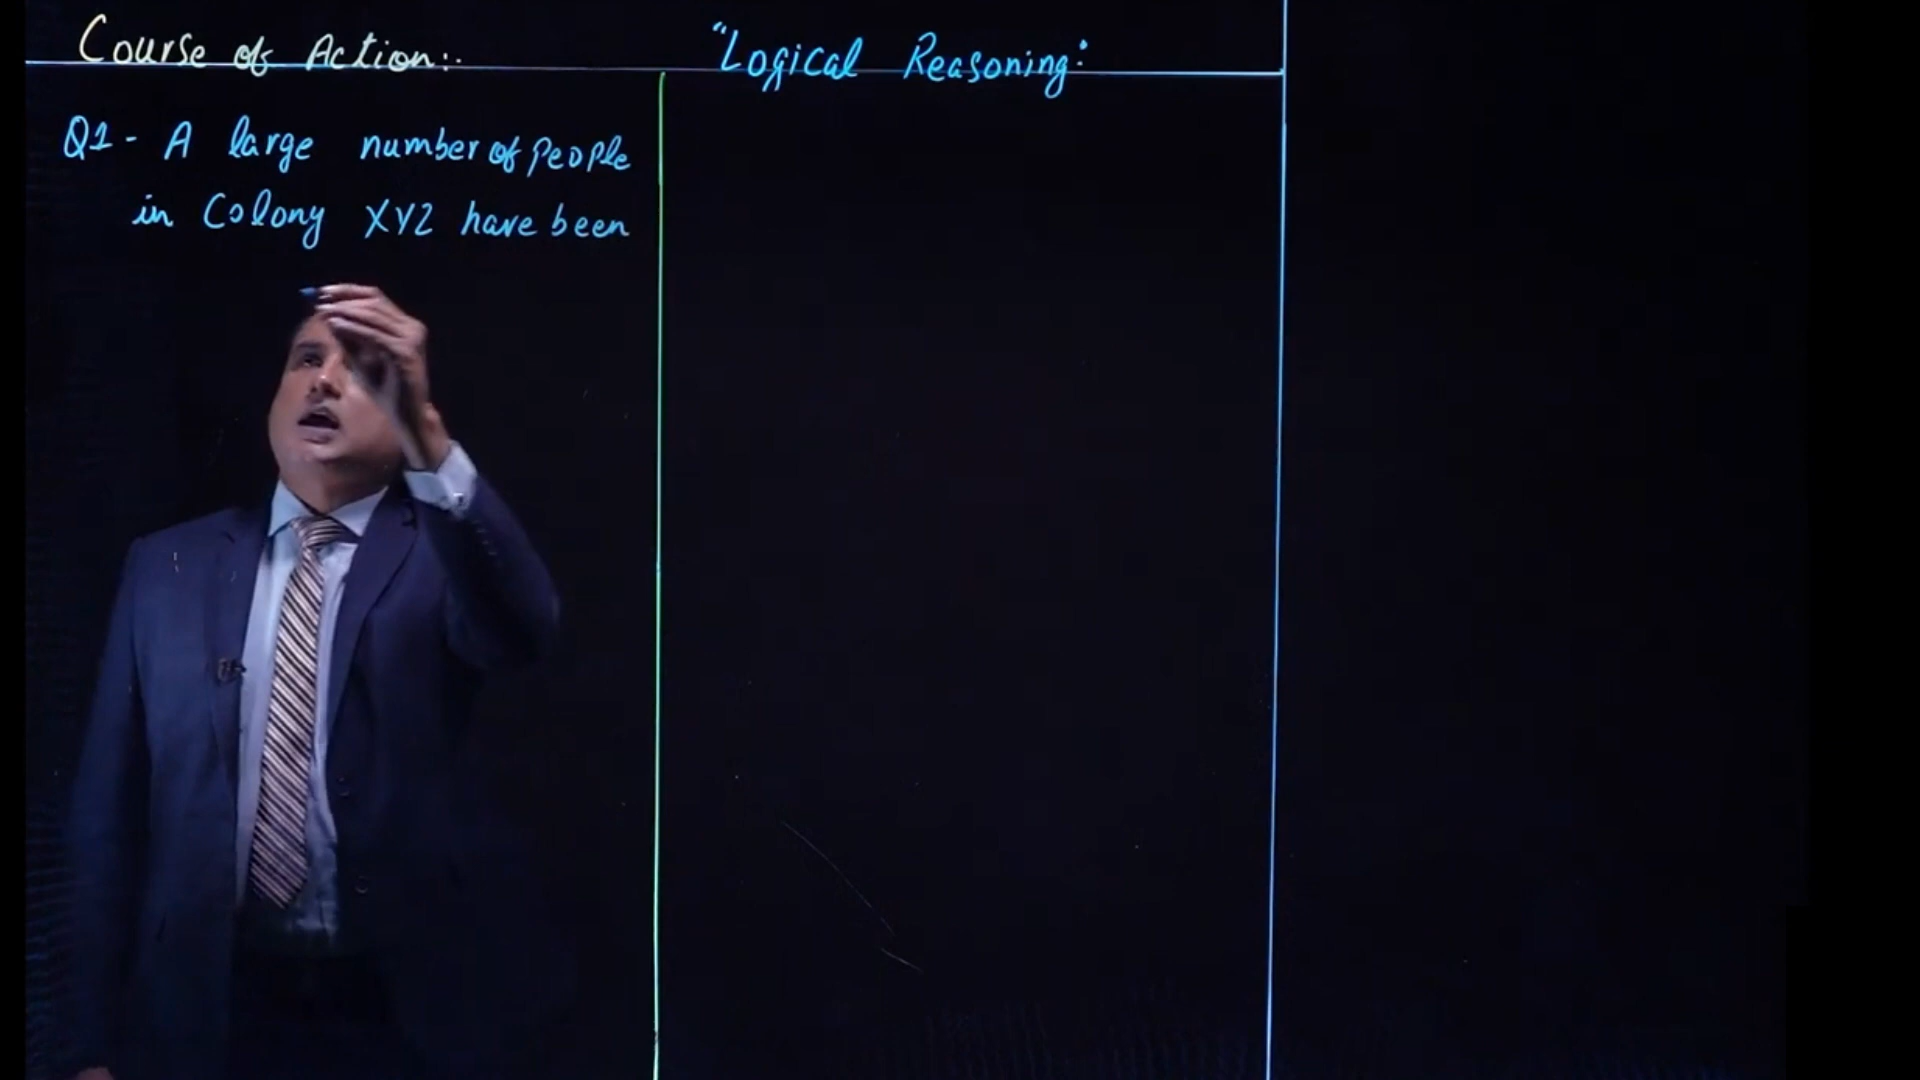 Course of Action:.
"Logical Reasoning:
Q1- A large number of people
in Colony XYZ have been